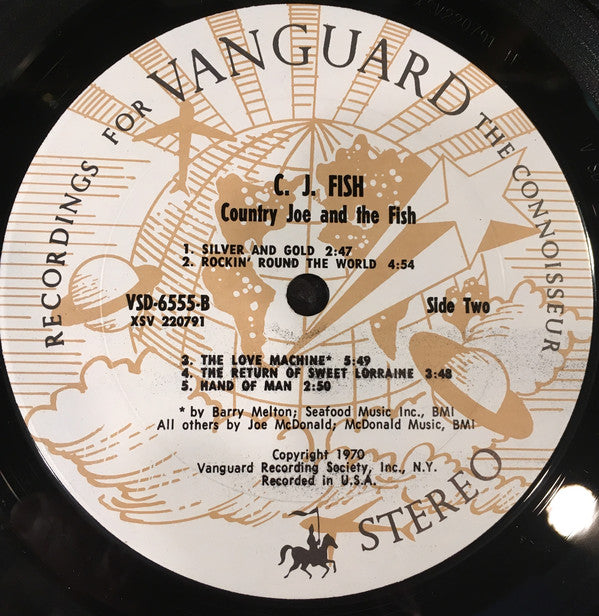 RECORDINGS FOR VANGUARD THE CONNOISSEUR
C. J. FISH
Country Joe and the Fish
1. SILVER AND GOLD 2:47
2. ROCKIN' ROUND THE WORLD 4:54
VSD-6555-B
XSV 220791
Side Two
3. THE LOVE MACHINE* 5:49
4. THE RETURN OF SWEET LORRAINE 3:48
5. HAND OF MAN 2:50
* by Barry Melton; Seafood Music Inc., BMI
All others by Joe McDonald; McDonald Music, BMI
Copyright 1970
Vanguard Recording Society, Inc., N.Y.
Recorded in U.S.A.
STEREO